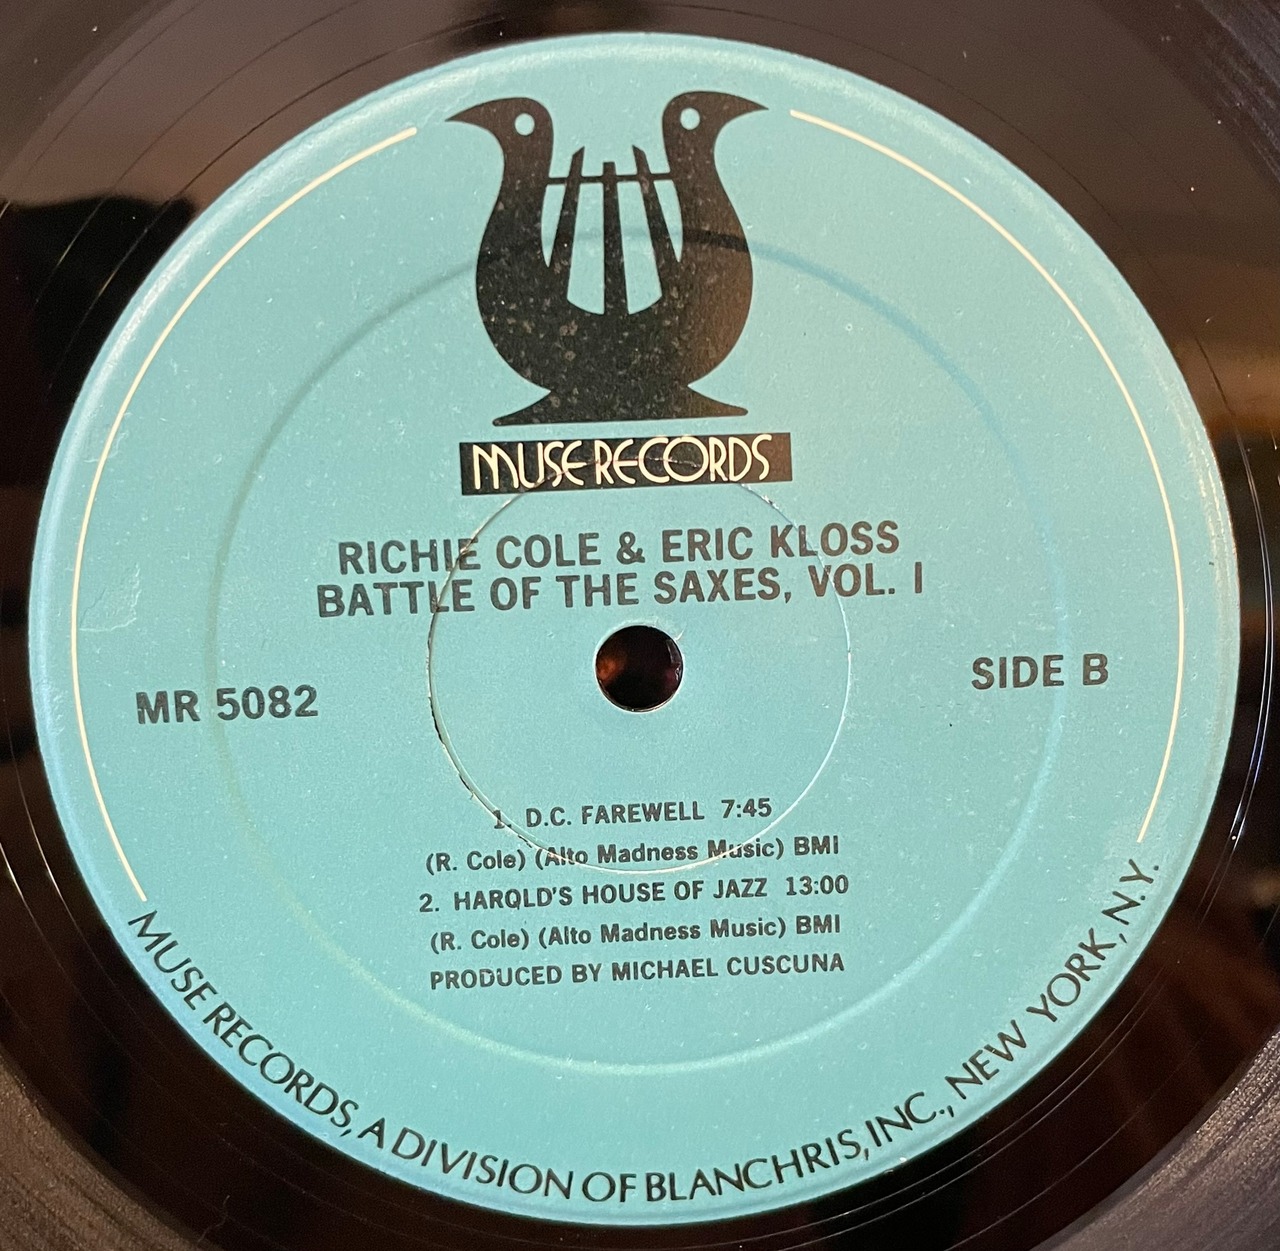 MUSE RECORDS
RICHIE COLE & ERIC KLOSS
BATTLE OF THE SAXES, VOL. I
MR 5082
SIDE B
1. D.C. FAREWELL 7:45
(R. Cole) (Alto Madness Music) BMI
2. HAROLD'S HOUSE OF JAZZ 13:00
(R. Cole) (Alto Madness Music) BMI
PRODUCED BY MICHAEL CUSCUNA
MUSE RECORDS, A DIVISION OF BLANCHRIS, INC., NEW YORK, N.Y.